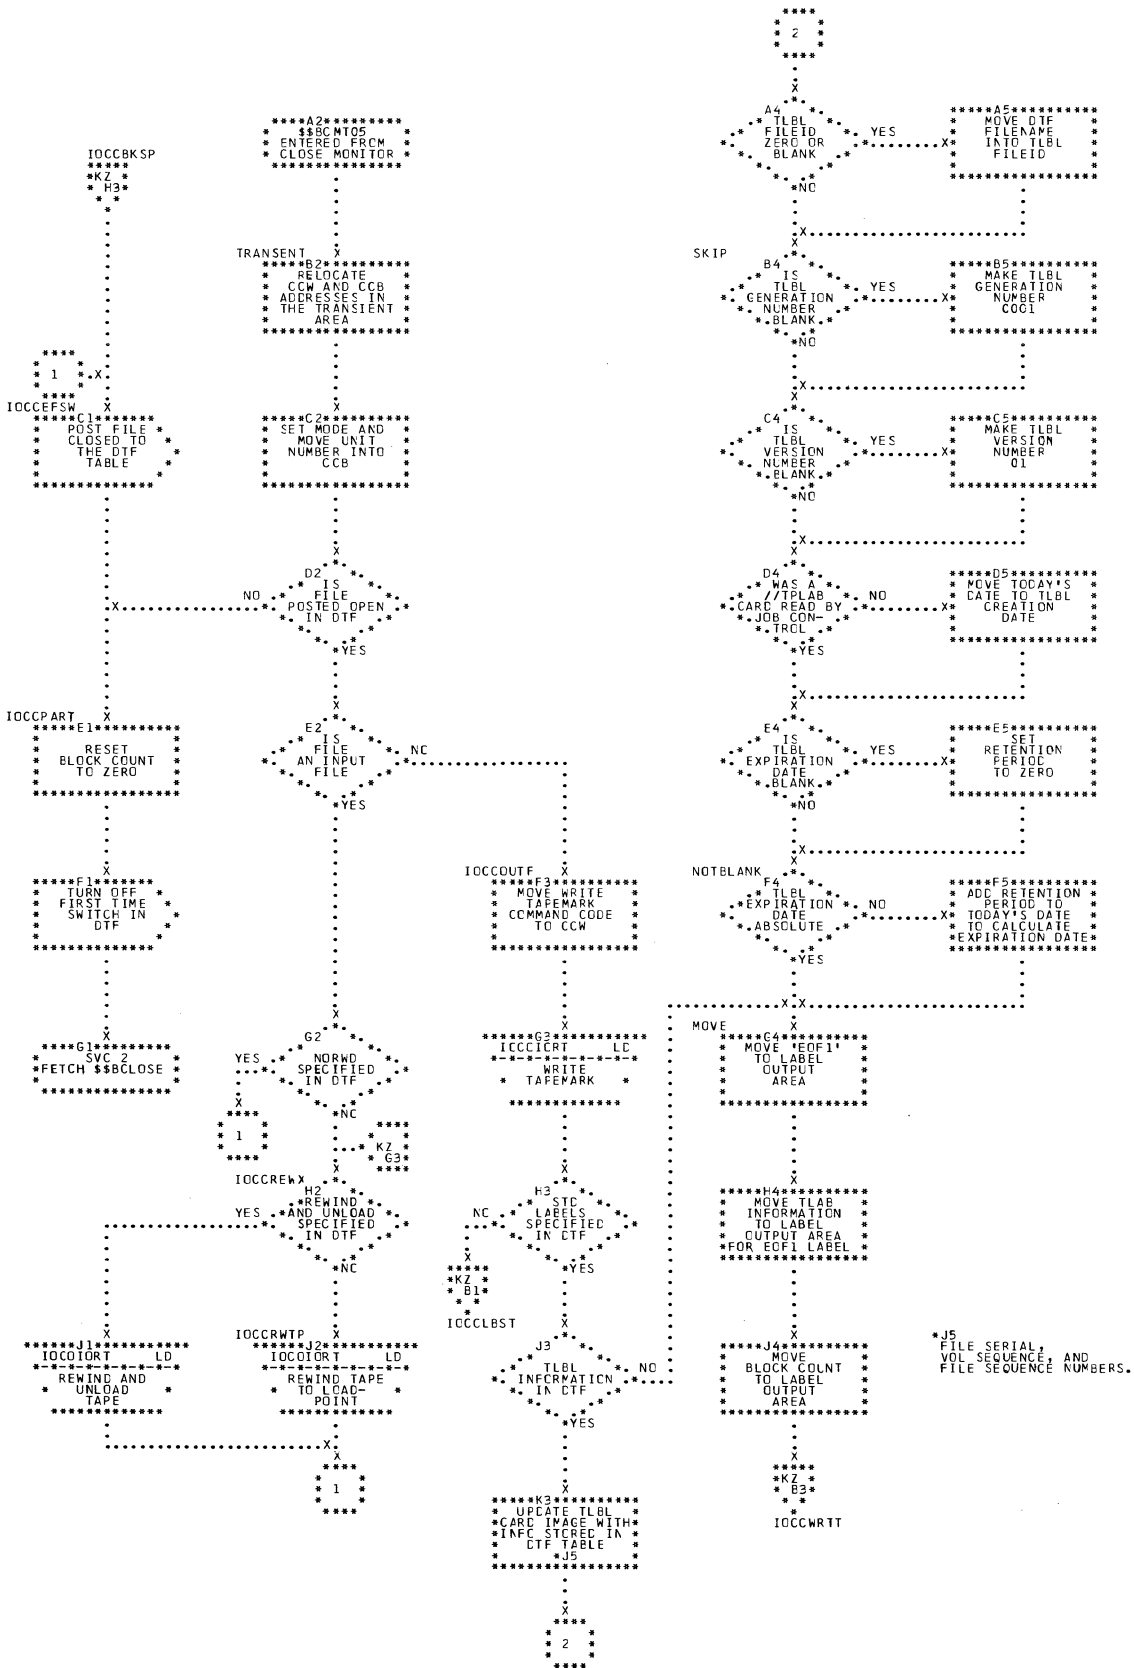 2
A4
TLBL
FILEID
ZERO OR
BLANK
YES
NO
A5
MOVE DTF
FILENAME
INTO TLBL
FILEID
A2
$$BCMT05
ENTERED FROM
CLOSE MONITOR
IOCCBKSP
KZ
H3
TRANSENT
B2
RELOCATE
CCW AND CCB
ADDRESSES IN
THE TRANSIENT
AREA
SKIP
B4
IS
TLBL
GENERATION
NUMBER
BLANK
YES
NO
B5
MAKE TLBL
GENERATION
NUMBER
0001
1
IOCCEFSW
C1
POST FILE
CLOSED TO
THE DTF
TABLE
C2
SET MODE AND
MOVE UNIT
NUMBER INTO
CCB
C4
IS
TLBL
VERSION
NUMBER
BLANK
YES
NO
C5
MAKE TLBL
VERSION
NUMBER
01
D2
IS
FILE
POSTED OPEN
IN DTF
NO
YES
D4
WAS A
//TPLAB
CARD READ BY
JOB CON-
TROL
NO
YES
D5
MOVE TODAY'S
DATE TO TLBL
CREATION
DATE
IOCCPART
E1
RESET
BLOCK COUNT
TO ZERO
E2
IS
FILE
AN INPUT
FILE
NO
YES
E4
IS
TLBL
EXPIRATION
DATE
BLANK
YES
NO
E5
SET
RETENTION
PERIOD
TO ZERO
F1
TURN OFF
FIRST TIME
SWITCH IN
DTF
IOCCOUTF
F3
MOVE WRITE
TAPEMARK
COMMAND CODE
TO CCW
NOTBLANK
F4
TLBL
EXPIRATION
DATE
ABSOLUTE
NO
YES
F5
ADD RETENTION
PERIOD TO
TODAY'S DATE
TO CALCULATE
EXPIRATION DATE
G1
SVC 2
FETCH $$BCLOSE
G2
NORWD
SPECIFIED
IN DTF
YES
NO
1
KZ
G3
G3
IOCCICRT LD
WRITE
TAPEMARK
MOVE
G4
MOVE 'EOF1'
TO LABEL
OUTPUT
AREA
IOCCREWX
H2
REWIND
AND UNLOAD
SPECIFIED
IN DTF
YES
NO
H3
STD
LABELS
SPECIFIED
IN DTF
NO
YES
KZ
B1
IOCCLBST
H4
MOVE TLAB
INFORMATION
TO LABEL
OUTPUT AREA
FOR EOF1 LABEL
J1
IOCOIORT LD
REWIND AND
UNLOAD
TAPE
IOCCRWTP
J2
IOCOIORT LD
REWIND TAPE
TO LOAD-
POINT
J3
TLBL
INFORMATION
IN DTF
NO
YES
J4
MOVE
BLOCK COUNT
TO LABEL
OUTPUT
AREA
*J5
FILE SERIAL,
VOL SEQUENCE, AND
FILE SEQUENCE NUMBERS.
1
K3
UPDATE TLBL
CARD IMAGE WITH
INFO STORED IN
DTF TABLE
*J5
KZ
B3
IOCCWRTT
2